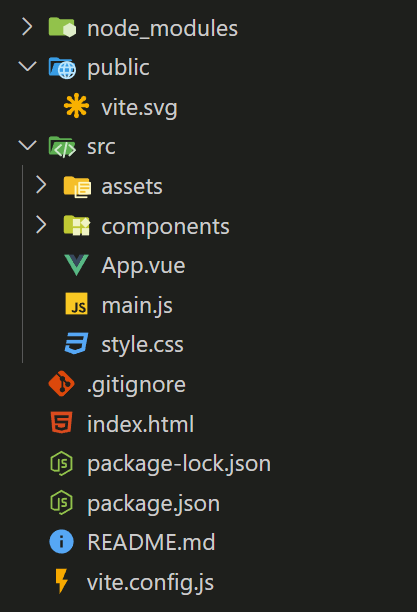 node_modules
public
vite.svg
src
assets
components
App.vue
main.js
style.css
.gitignore
index.html
package-lock.json
package.json
README.md
vite.config.js